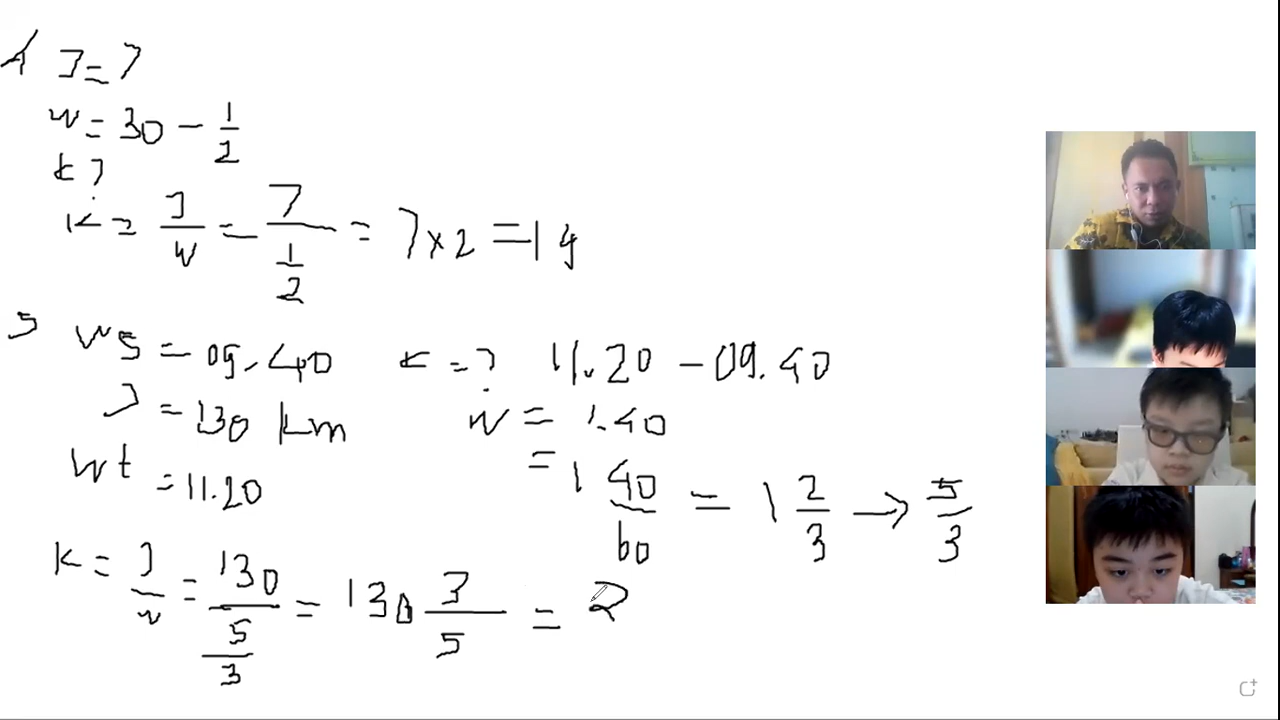 4 J = 7
W = 30 - 1/2
K?
K = J/W = 7/(1/2) = 7 x 2 = 14
5 Ws = 09.40 K = ? 11.20 - 09.40
J = 130 km W = 1.40
Wt = 11.20 = 1 40/60 = 1 2/3 → 5/3
K = J/W = 130/(5/3) = 130 3/5 = 2